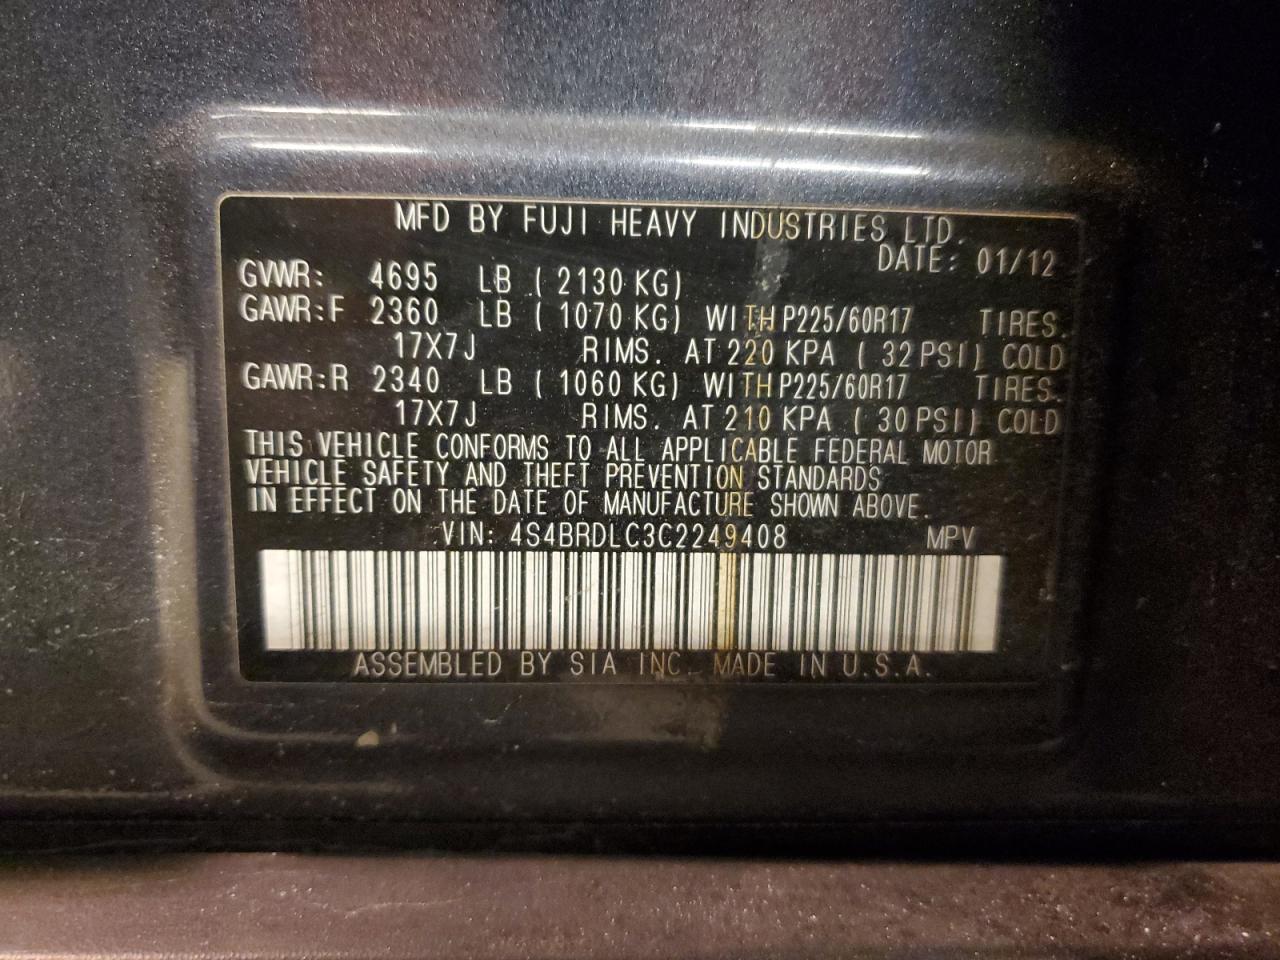 MFD BY FUJI HEAVY INDUSTRIES LTD.
DATE: 01/12
GVWR: 4695 LB ( 2130 KG)
GAWR:F 2360 LB ( 1070 KG) WITH P225/60R17 TIRES.
17X7J RIMS. AT 220 KPA ( 32 PSI) COLD
GAWR:R 2340 LB ( 1060 KG) WITH P225/60R17 TIRES.
17X7J RIMS. AT 210 KPA ( 30 PSI) COLD
THIS VEHICLE CONFORMS TO ALL APPLICABLE FEDERAL MOTOR
VEHICLE SAFETY AND THEFT PREVENTION STANDARDS
IN EFFECT ON THE DATE OF MANUFACTURE SHOWN ABOVE.
VIN: 4S4BRDLC3C2249408 MPV
ASSEMBLED BY SIA INC. MADE IN U.S.A.